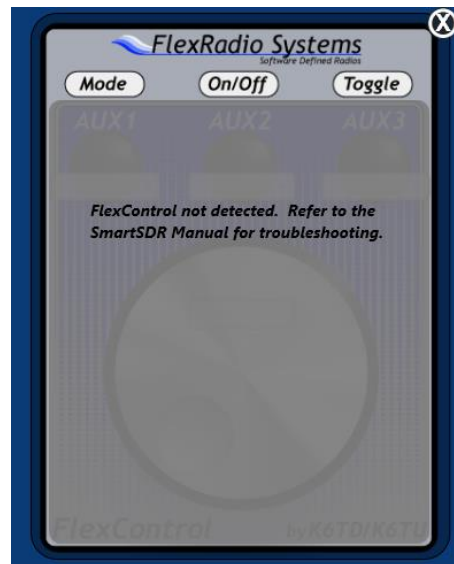 X
FlexRadio Systems
Software Defined Radios
Mode On/Off Toggle
AUX1 AUX2 AUX3
FlexControl not detected. Refer to the
SmartSDR Manual for troubleshooting.
FlexControl by K6TD/K6TU